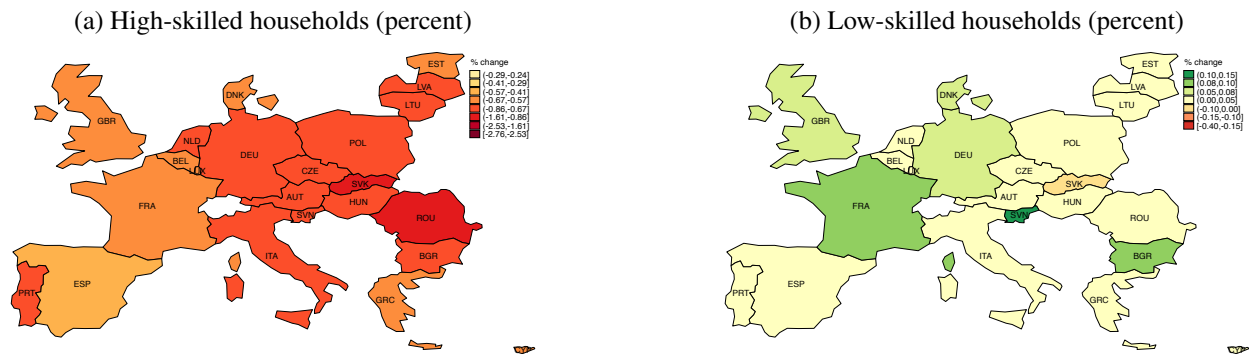 (a) High-skilled households (percent)
% change
(-0.29,-0.24]
(-0.41,-0.29]
(-0.57,-0.41]
(-0.67,-0.57]
(-0.86,-0.67]
(-1.61,-0.86]
(-2.53,-1.61]
[-2.76,-2.53]
EST
LVA
LTU
DNK
GBR
NLD
POL
BEL
DEU
LUX
CZE
SVK
AUT
HUN
FRA
SVN
ROU
ITA
BGR
PRT
ESP
GRC
CYP
(b) Low-skilled households (percent)
% change
(0.10,0.15]
(0.08,0.10]
(0.05,0.08]
(0.00,0.05]
(-0.10,0.00]
(-0.15,-0.10]
[-0.40,-0.15]
EST
LVA
LTU
DNK
GBR
NLD
POL
BEL
DEU
LUX
CZE
SVK
AUT
HUN
FRA
SVN
ROU
ITA
BGR
PRT
ESP
GRC
CYP